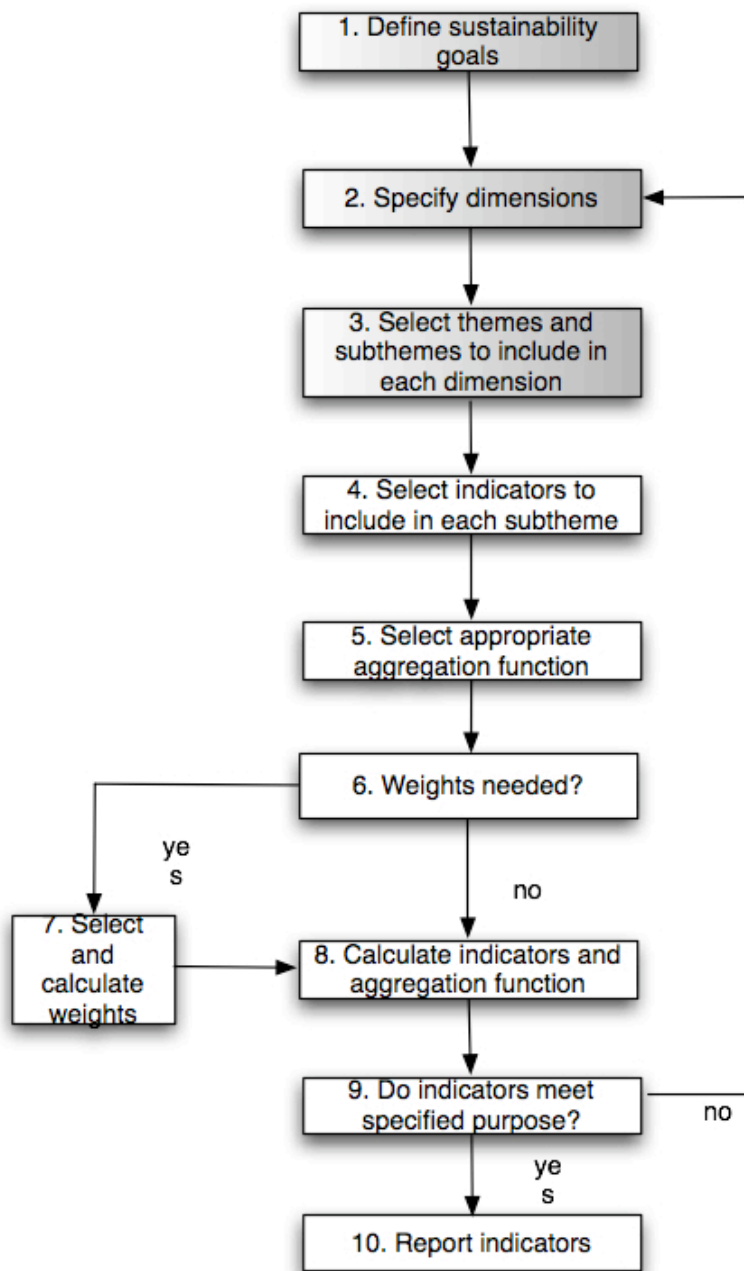 1. Define sustainability
goals
2. Specify dimensions
3. Select themes and
subthemes to include in
each dimension
4. Select indicators to
include in each subtheme
5. Select appropriate
aggregation function
6. Weights needed?
ye
s
no
7. Select
and
calculate
weights
8. Calculate indicators and
aggregation function
9. Do indicators meet
specified purpose?
no
ye
s
10. Report indicators